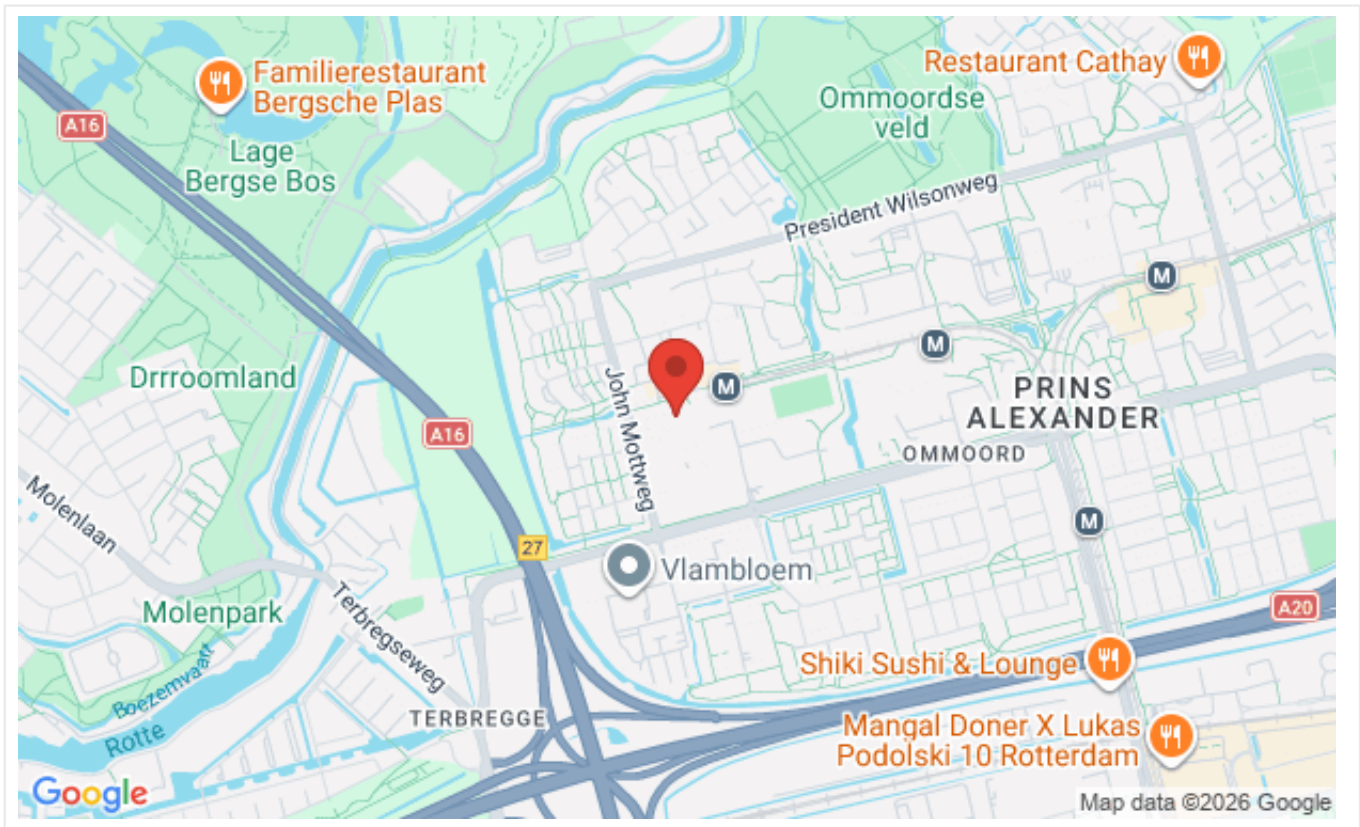 Familierestaurant
Bergsche Plas
Restaurant Cathay
Ommoordse
veld
A16
Lage
Bergse Bos
President Wilsonweg
M
M
Drrroomland
John Mottweg
M
PRINS
ALEXANDER
A16
OMMOORD
Molenlaan
M
27
Vlambloem
Molenpark
Terbregseweg
A20
Shiki Sushi & Lounge
Boezemvaart
TERBREGGE
Rotte
Mangal Doner X Lukas
Podolski 10 Rotterdam
Google
Map data ©2026 Google